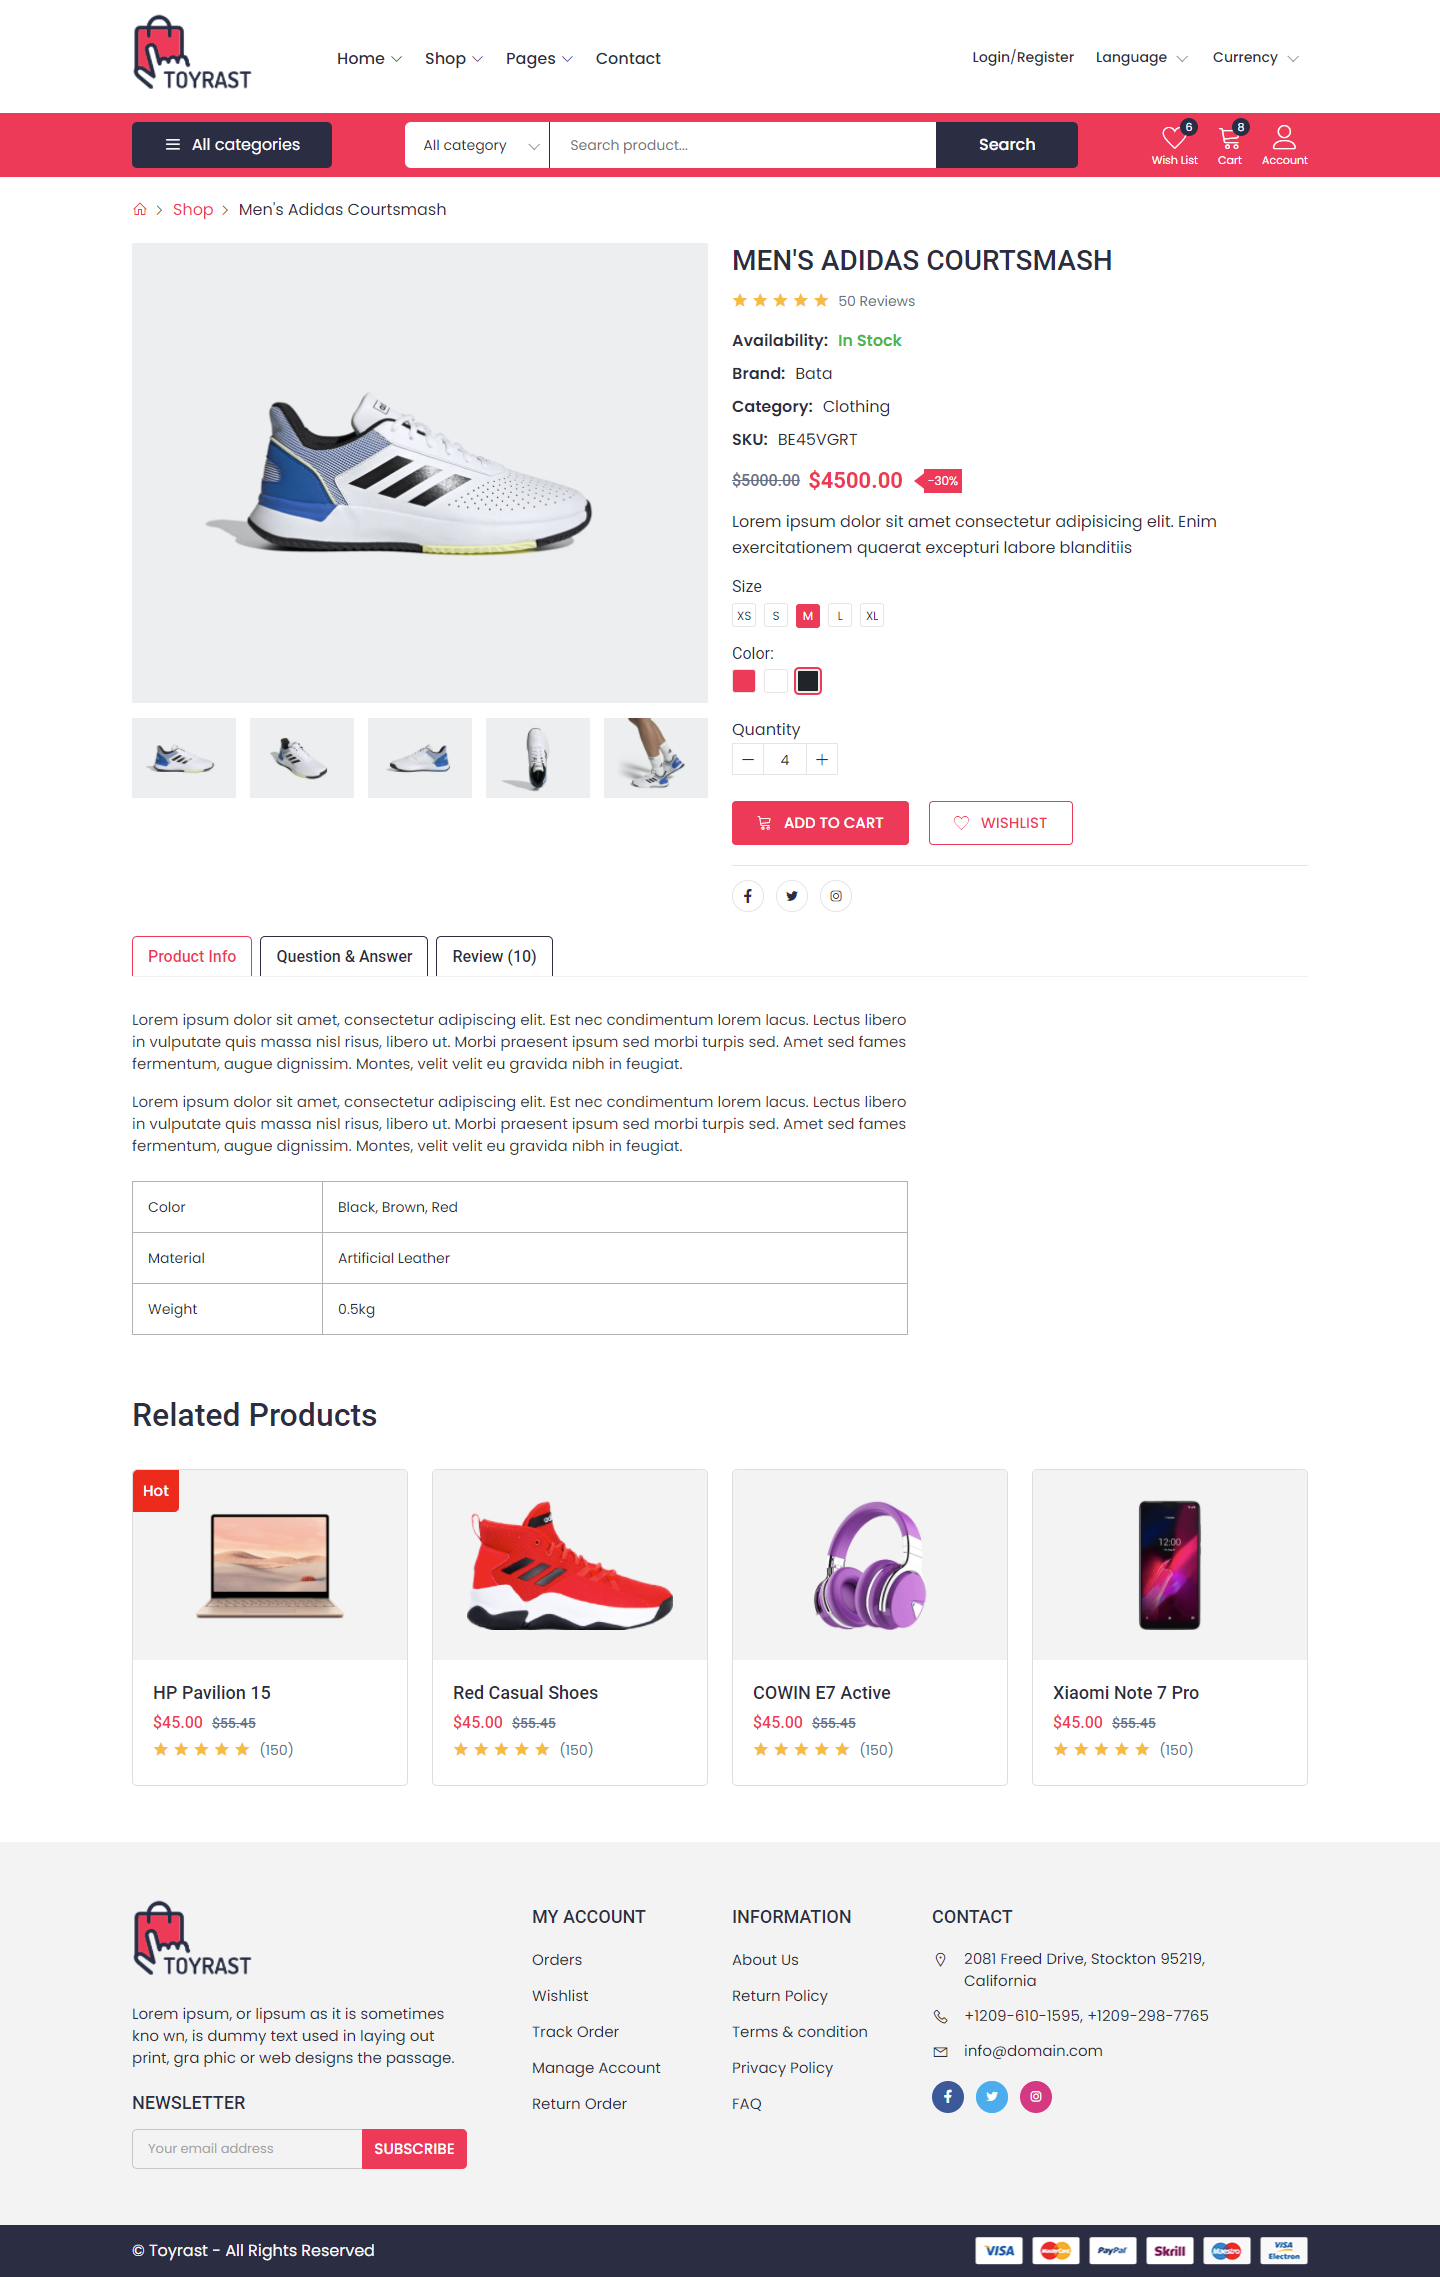 TOYRAST
Home Shop Pages Contact
Login/Register Language Currency
All categories
All category Search product... Search
6 8
Wish List Cart Account
Shop Men's Adidas Courtsmash
MEN'S ADIDAS COURTSMASH
50 Reviews
Availability: In Stock
Brand: Bata
Category: Clothing
SKU: BE45VGRT
$5000.00 $4500.00 -30%
Lorem ipsum dolor sit amet consectetur adipisicing elit. Enim
exercitationem quaerat excepturi labore blanditiis
Size
XS S M L XL
Color:
Quantity
4
ADD TO CART WISHLIST
Product Info Question & Answer Review (10)
Lorem ipsum dolor sit amet, consectetur adipiscing elit. Est nec condimentum lorem lacus. Lectus libero
in vulputate quis massa nisl risus, libero ut. Morbi praesent ipsum sed morbi turpis sed. Amet sed fames
fermentum, augue dignissim. Montes, velit velit eu gravida nibh in feugiat.
Lorem ipsum dolor sit amet, consectetur adipiscing elit. Est nec condimentum lorem lacus. Lectus libero
in vulputate quis massa nisl risus, libero ut. Morbi praesent ipsum sed morbi turpis sed. Amet sed fames
fermentum, augue dignissim. Montes, velit velit eu gravida nibh in feugiat.
Color Black, Brown, Red
Material Artificial Leather
Weight 0.5kg
Related Products
Hot
12:00
HP Pavilion 15
$45.00 $55.45
(150)
Red Casual Shoes
$45.00 $55.45
(150)
COWIN E7 Active
$45.00 $55.45
(150)
Xiaomi Note 7 Pro
$45.00 $55.45
(150)
TOYRAST
Lorem ipsum, or lipsum as it is sometimes
kno wn, is dummy text used in laying out
print, gra phic or web designs the passage.
NEWSLETTER
Your email address SUBSCRIBE
MY ACCOUNT
Orders
Wishlist
Track Order
Manage Account
Return Order
INFORMATION
About Us
Return Policy
Terms & condition
Privacy Policy
FAQ
CONTACT
2081 Freed Drive, Stockton 95219,
California
+1209-610-1595, +1209-298-7765
info@domain.com
© Toyrast - All Rights Reserved
VISA MasterCard PayPal Skrill Maestro VISA Electron